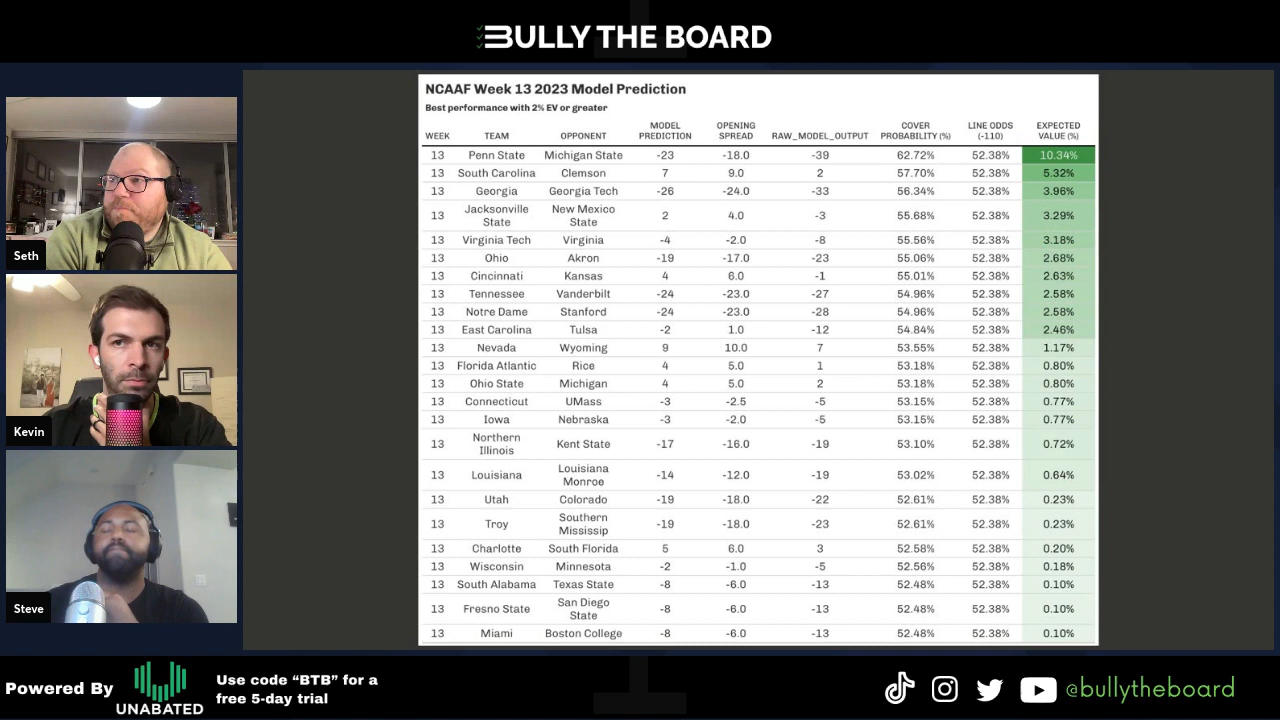 BULLY THE BOARD
NCAAF Week 13 2023 Model Prediction
Best performance with 2% EV or greater
WEEK TEAM OPPONENT MODEL PREDICTION OPENING SPREAD RAW_MODEL_OUTPUT COVER PROBABILITY (%) LINE ODDS (-110) EXPECTED VALUE (%)
13 Penn State Michigan State -23 -18.0 -39 62.72% 52.38% 10.34%
13 South Carolina Clemson 7 9.0 2 57.70% 52.38% 5.32%
13 Georgia Georgia Tech -26 -24.0 -33 56.34% 52.38% 3.96%
13 Jacksonville State New Mexico State 2 4.0 -3 55.68% 52.38% 3.29%
13 Virginia Tech Virginia -4 -2.0 -8 55.56% 52.38% 3.18%
13 Ohio Akron -19 -17.0 -23 55.06% 52.38% 2.68%
13 Cincinnati Kansas 4 6.0 -1 55.01% 52.38% 2.63%
13 Tennessee Vanderbilt -24 -23.0 -27 54.96% 52.38% 2.58%
13 Notre Dame Stanford -24 -23.0 -28 54.96% 52.38% 2.58%
13 East Carolina Tulsa -2 1.0 -12 54.84% 52.38% 2.46%
13 Nevada Wyoming 9 10.0 7 53.55% 52.38% 1.17%
13 Florida Atlantic Rice 4 5.0 1 53.18% 52.38% 0.80%
13 Ohio State Michigan 4 5.0 2 53.18% 52.38% 0.80%
13 Connecticut UMass -3 -2.5 -5 53.15% 52.38% 0.77%
13 Iowa Nebraska -3 -2.0 -5 53.15% 52.38% 0.77%
13 Northern Illinois Kent State -17 -16.0 -19 53.10% 52.38% 0.72%
13 Louisiana Louisiana Monroe -14 -12.0 -19 53.02% 52.38% 0.64%
13 Utah Colorado -19 -18.0 -22 52.61% 52.38% 0.23%
13 Troy Southern Mississip -19 -18.0 -23 52.61% 52.38% 0.23%
13 Charlotte South Florida 5 6.0 3 52.58% 52.38% 0.20%
13 Wisconsin Minnesota -2 -1.0 -5 52.56% 52.38% 0.18%
13 South Alabama Texas State -8 -6.0 -13 52.48% 52.38% 0.10%
13 Fresno State San Diego State -8 -6.0 -13 52.48% 52.38% 0.10%
13 Miami Boston College -8 -6.0 -13 52.48% 52.38% 0.10%
Seth
Kevin
Steve
Powered By
UNABATED
Use code “BTB” for a
free 5-day trial
@bullytheboard